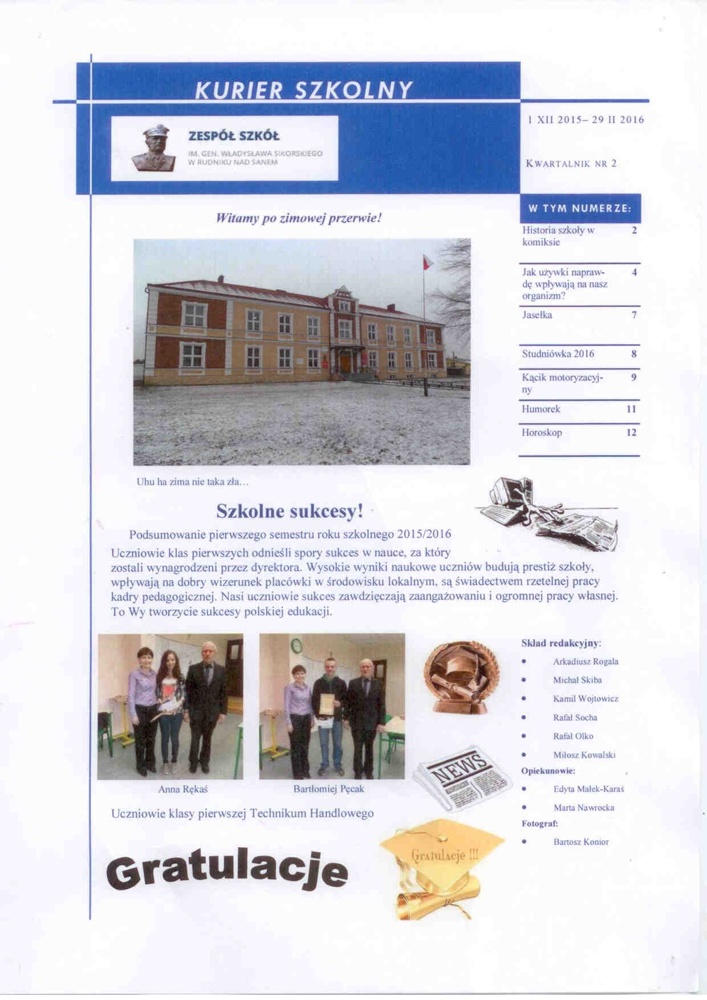 KURIER SZKOLNY
1 XII 2015– 29 II 2016
ZESPÓŁ SZKÓŁ
IM. GEN. WŁADYSŁAWA SIKORSKIEGO
W RUDNIKU NAD SANEM
KWARTALNIK NR 2
W TYM NUMERZE:
Historia szkoły w 2
komiksie
Jak używki napraw- 4
dę wpływają na nasz
organizm?
Jasełka 7
Studniówka 2016 8
Kącik motoryzacyj- 9
ny
Humorek 11
Horoskop 12
Witamy po zimowej przerwie!
Uhu ha zima nie taka zła…
Szkolne sukcesy!
Podsumowanie pierwszego semestru roku szkolnego 2015/2016
Uczniowie klas pierwszych odnieśli spory sukces w nauce, za który
zostali wynagrodzeni przez dyrektora. Wysokie wyniki naukowe uczniów budują prestiż szkoły,
wpływają na dobry wizerunek placówki w środowisku lokalnym, są świadectwem rzetelnej pracy
kadry pedagogicznej. Nasi uczniowie sukces zawdzięczają zaangażowaniu i ogromnej pracy własnej.
To Wy tworzycie sukcesy polskiej edukacji.
Anna Rękaś
Bartłomiej Pęcak
Uczniowie klasy pierwszej Technikum Handlowego
Gratulacje
NEWS
Gratulacje !!!
Skład redakcyjny:
• Arkadiusz Rogala
• Michał Skiba
• Kamil Wojtowicz
• Rafał Socha
• Rafał Olko
• Miłosz Kowalski
Opiekunowie:
• Edyta Małek-Karaś
• Marta Nawrocka
Fotograf:
• Bartosz Konior